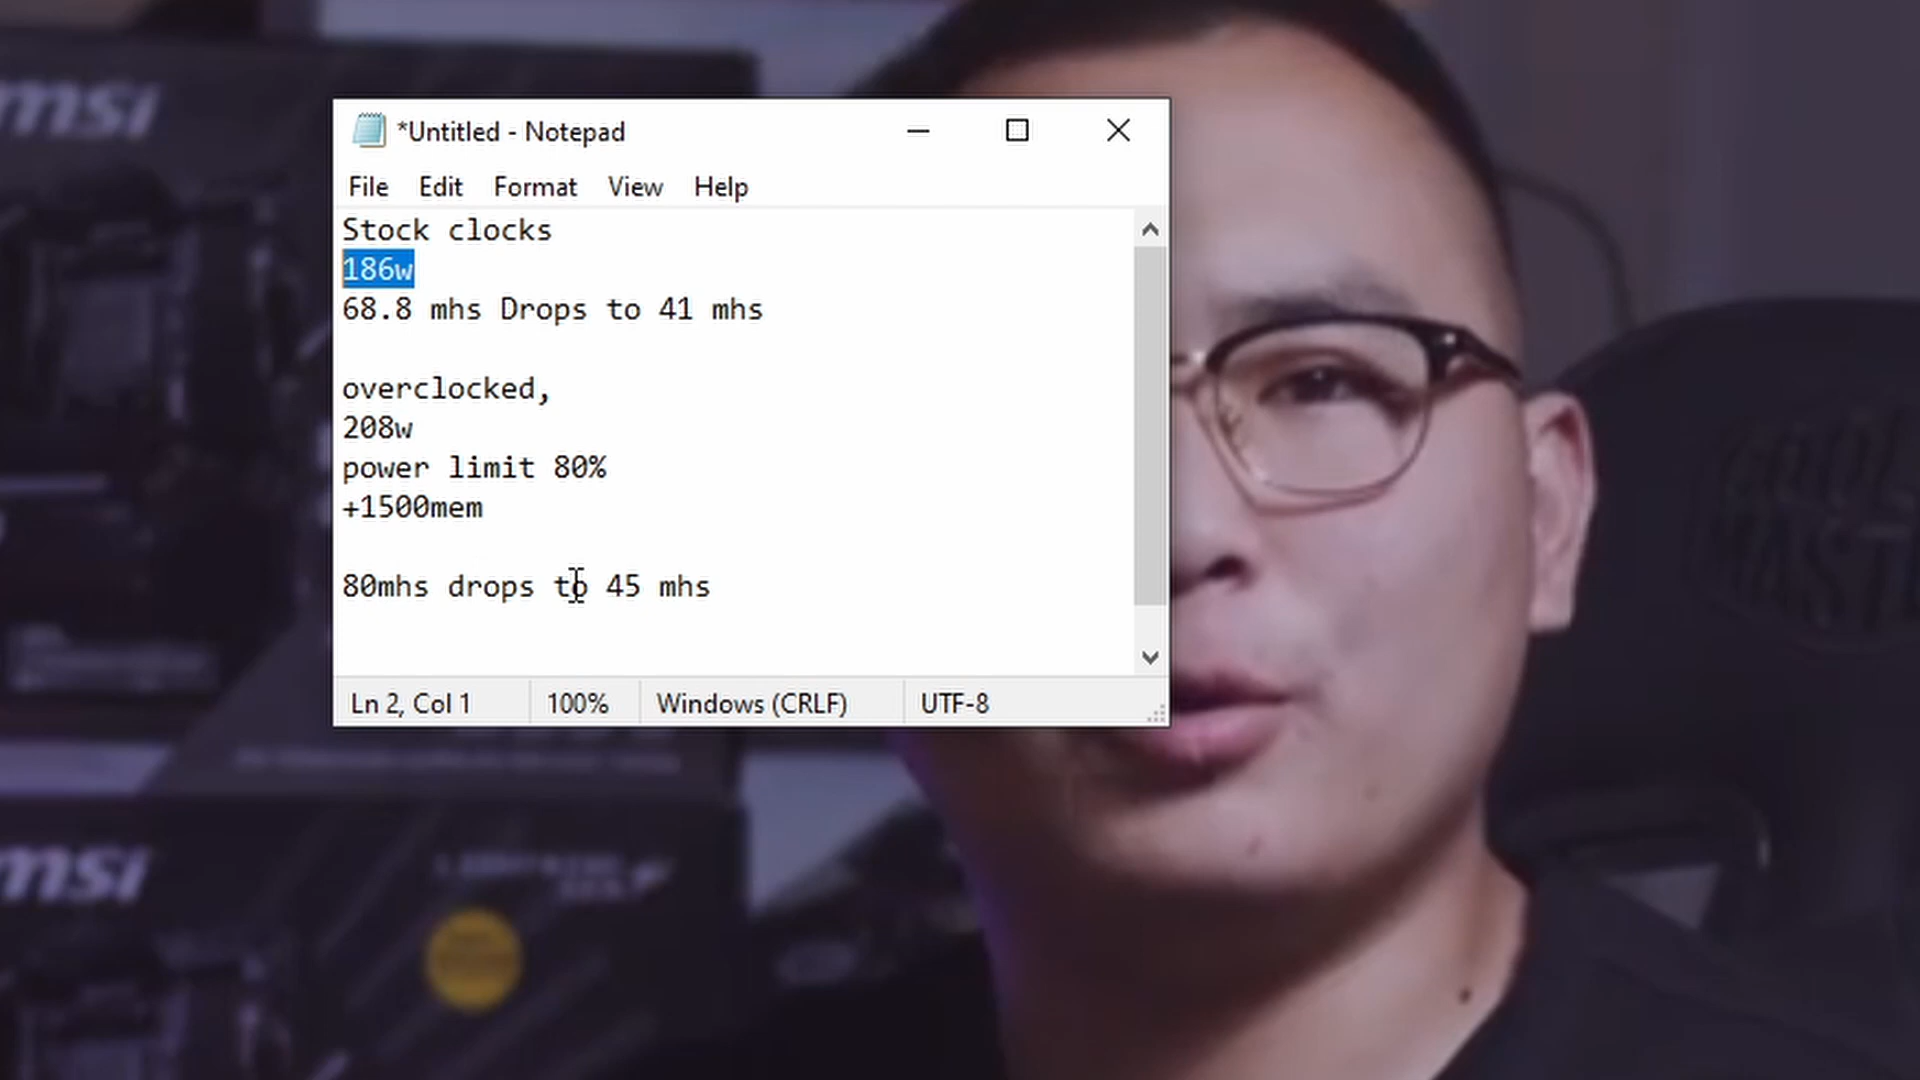 msi
*Untitled - Notepad
File Edit Format View Help
Stock clocks
186w
68.8 mhs Drops to 41 mhs
overclocked,
208w
power limit 80%
+1500mem
80mhs drops to 45 mhs
Ln 2, Col 1 100% Windows (CRLF) UTF-8
msi